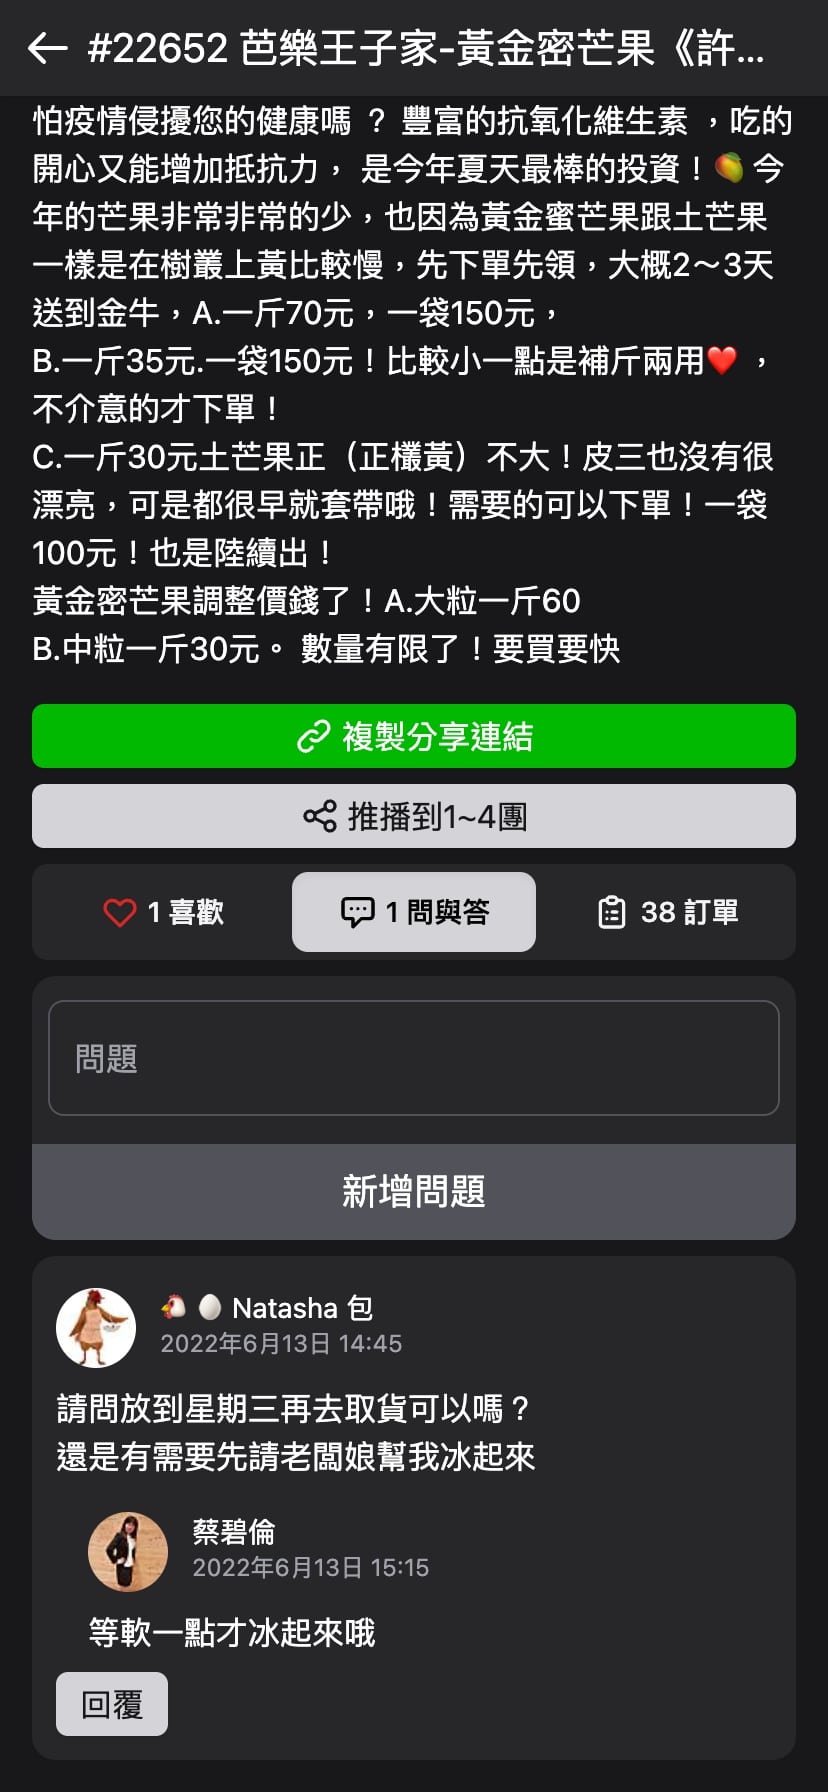 #22652 芭樂王子家-黃金密芒果《許...
怕疫情侵擾您的健康嗎 ？ 豐富的抗氧化維生素 ，吃的
開心又能增加抵抗力， 是今年夏天最棒的投資！🥭 今
年的芒果非常非常的少，也因為黃金蜜芒果跟土芒果
一樣是在樹叢上黃比較慢，先下單先領，大概2～3天
送到金牛，A.一斤70元，一袋150元，
B.一斤35元.一袋150元！比較小一點是補斤兩用❤️ ，
不介意的才下單！
C.一斤30元土芒果正（正欉黃）不大！皮三也沒有很
漂亮，可是都很早就套帶哦！需要的可以下單！一袋
100元！也是陸續出！
黃金密芒果調整價錢了！A.大粒一斤60
B.中粒一斤30元。 數量有限了！要買要快
複製分享連結
推播到1~4團
1 喜歡
1 問與答
38 訂單
問題
新增問題
🐔 🥚 Natasha 包
2022年6月13日 14:45
請問放到星期三再去取貨可以嗎？
還是有需要先請老闆娘幫我冰起來
蔡碧倫
2022年6月13日 15:15
等軟一點才冰起來哦
回覆